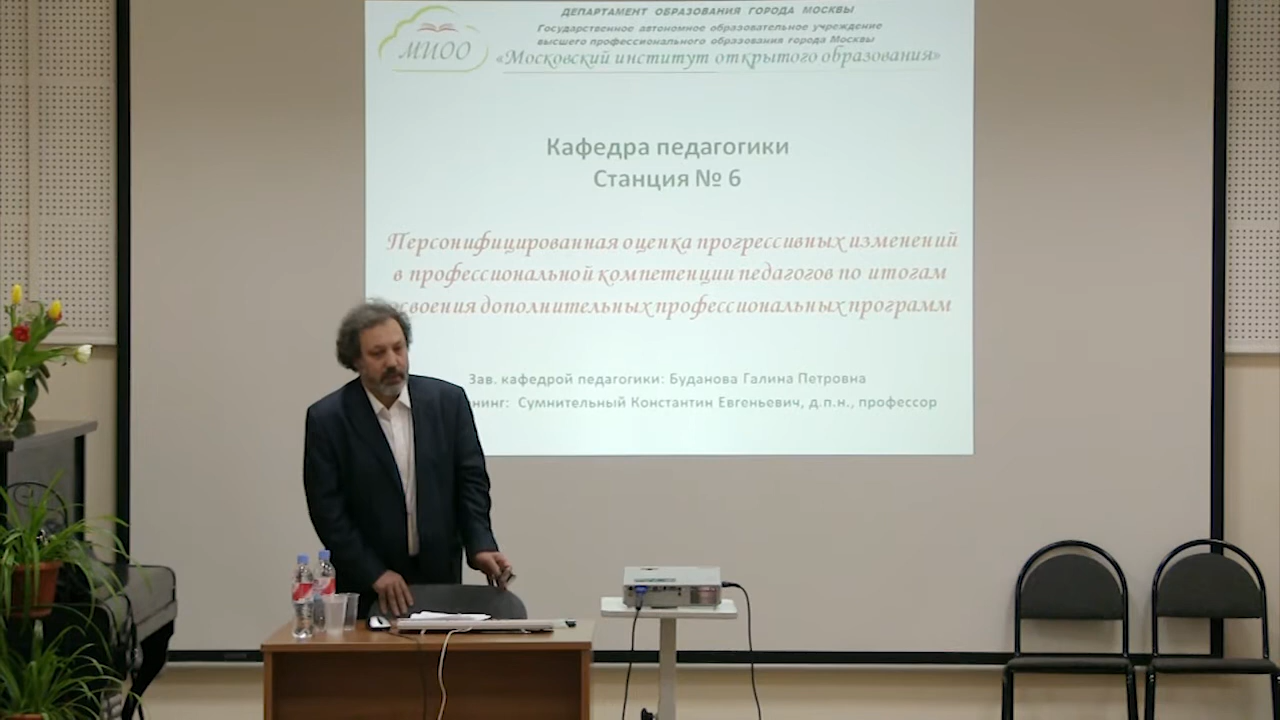 ДЕПАРТАМЕНТ ОБРАЗОВАНИЯ ГОРОДА МОСКВЫ
Государственное автономное образовательное учреждение
высшего профессионального образования города Москвы
МИОО
«Московский институт открытого образования»
Кафедра педагогики
Станция № 6
Персонифицированная оценка прогрессивных изменений
в профессиональной компетенции педагогов по итогам
своения дополнительных профессиональных программ
Зав. кафедрой педагогики: Буданова Галина Петровна
нинг: Сумнительный Константин Евгеньевич, д.п.н., профессор